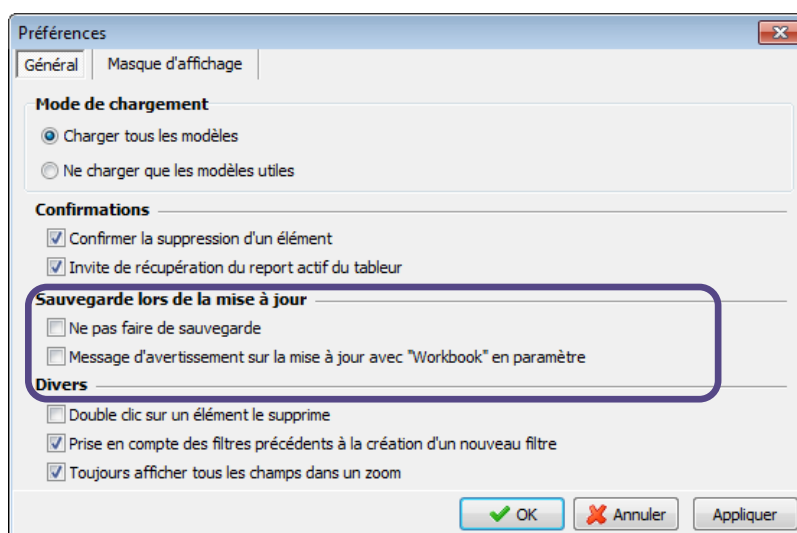 Préférences
Général Masque d'affichage
Mode de chargement
Charger tous les modèles
Ne charger que les modèles utiles
Confirmations
Confirmer la suppression d'un élément
Invite de récupération du report actif du tableur
Sauvegarde lors de la mise à jour
Ne pas faire de sauvegarde
Message d'avertissement sur la mise à jour avec "Workbook" en paramètre
Divers
Double clic sur un élément le supprime
Prise en compte des filtres précédents à la création d'un nouveau filtre
Toujours afficher tous les champs dans un zoom
OK Annuler Appliquer